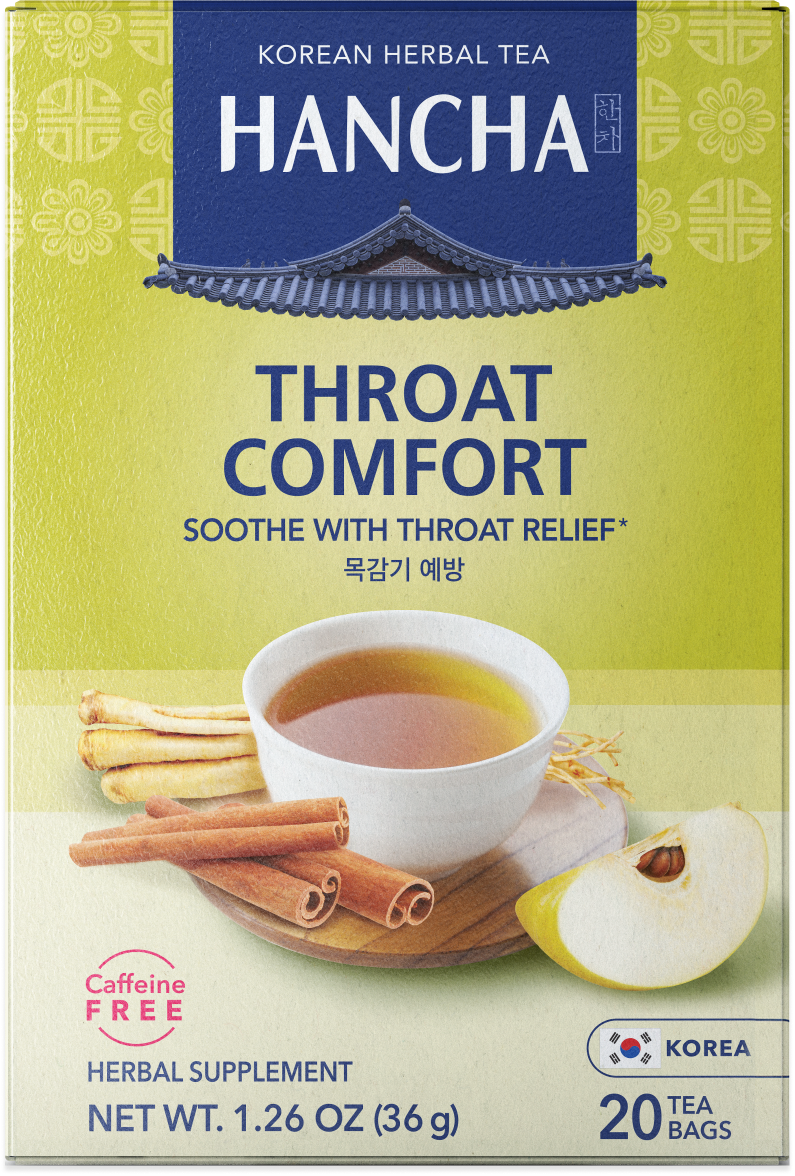 KOREAN HERBAL TEA
HANCHA
한차
THROAT
COMFORT
SOOTHE WITH THROAT RELIEF*
목감기 예방
Caffeine
FREE
KOREA
HERBAL SUPPLEMENT
NET WT. 1.26 OZ (36 g)
20 TEA
BAGS